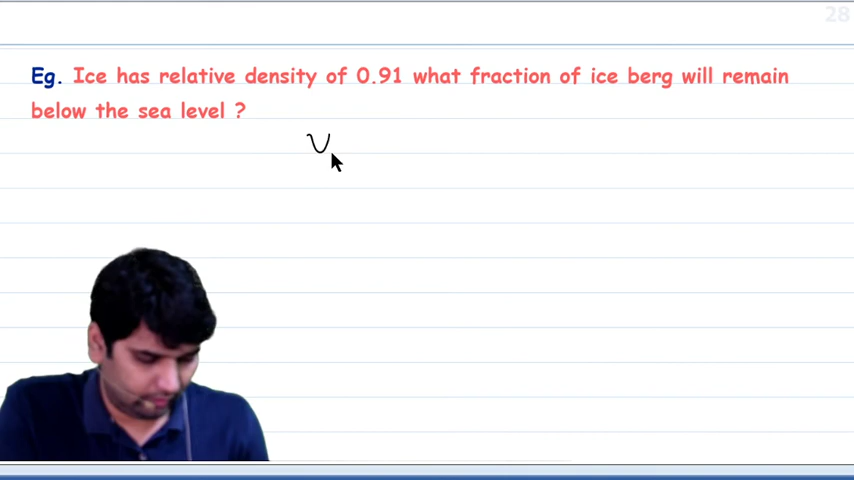 28
Eg. Ice has relative density of 0.91 what fraction of ice berg will remain
below the sea level ?
V